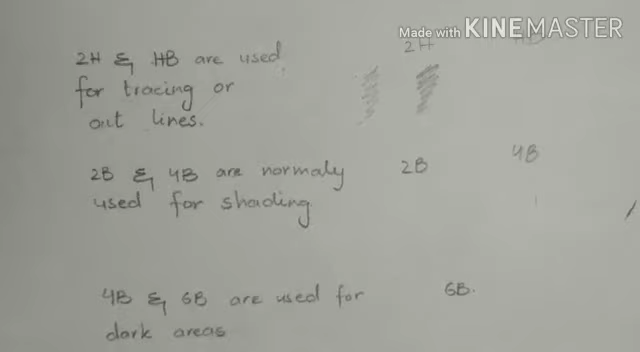 Made with KINEMASTER
2H
HB
2H & HB are used
for tracing or
out lines.
2B & 4B are normaly
used for shading
2B
4B
4B & 6B are used for
dark areas
6B.